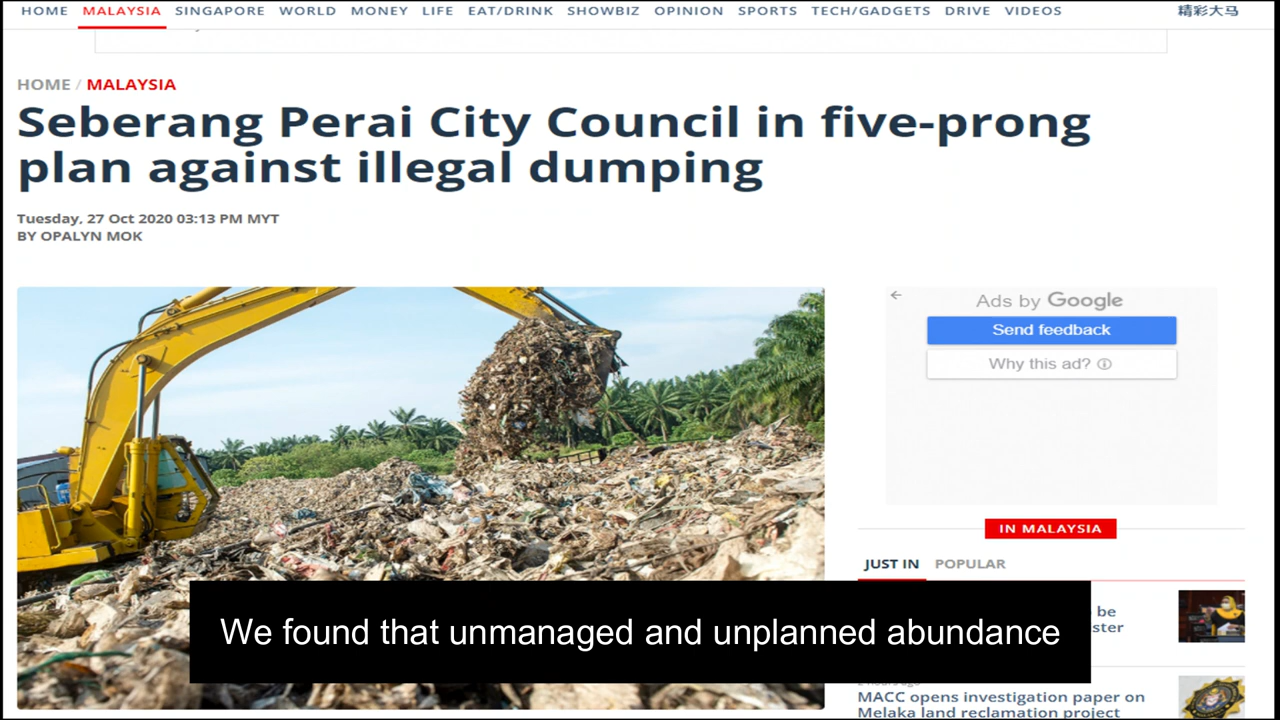 HOME MALAYSIA SINGAPORE WORLD MONEY LIFE EAT/DRINK SHOWBIZ OPINION SPORTS TECH/GADGETS DRIVE VIDEOS 精彩大马
HOME / MALAYSIA
Seberang Perai City Council in five-prong
plan against illegal dumping
Tuesday, 27 Oct 2020 03:13 PM MYT
BY OPALYN MOK
Ads by Google
Send feedback
Why this ad?
IN MALAYSIA
JUST IN POPULAR
be
We found that unmanaged and unplanned abundance
MACC opens investigation paper on
Melaka land reclamation project